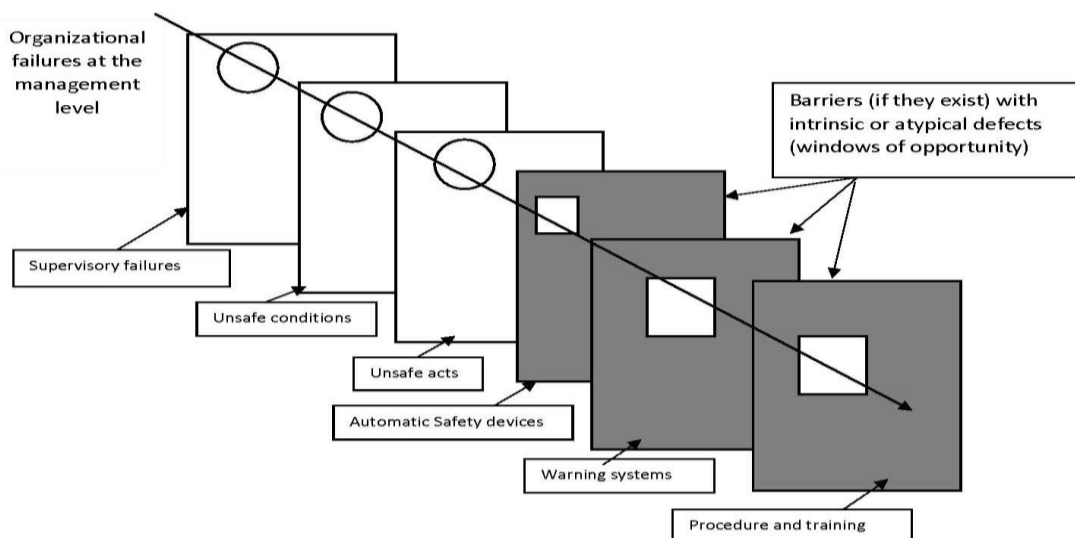 Organizational
failures at the
management
level
Barriers (if they exist) with
intrinsic or atypical defects
(windows of opportunity)
Supervisory failures
Unsafe conditions
Unsafe acts
Automatic Safety devices
Warning systems
Procedure and training